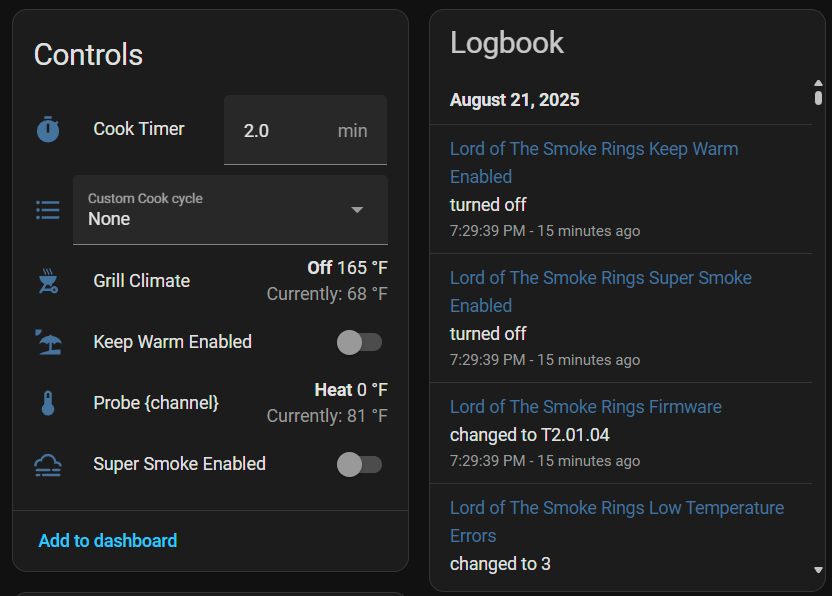 Controls
Cook Timer
2.0 min
Custom Cook cycle
None
Grill Climate
Off 165 °F
Currently: 68 °F
Keep Warm Enabled
Probe {channel}
Heat 0 °F
Currently: 81 °F
Super Smoke Enabled
Add to dashboard
Logbook
August 21, 2025
Lord of The Smoke Rings Keep Warm
Enabled
turned off
7:29:39 PM - 15 minutes ago
Lord of The Smoke Rings Super Smoke
Enabled
turned off
7:29:39 PM - 15 minutes ago
Lord of The Smoke Rings Firmware
changed to T2.01.04
7:29:39 PM - 15 minutes ago
Lord of The Smoke Rings Low Temperature
Errors
changed to 3